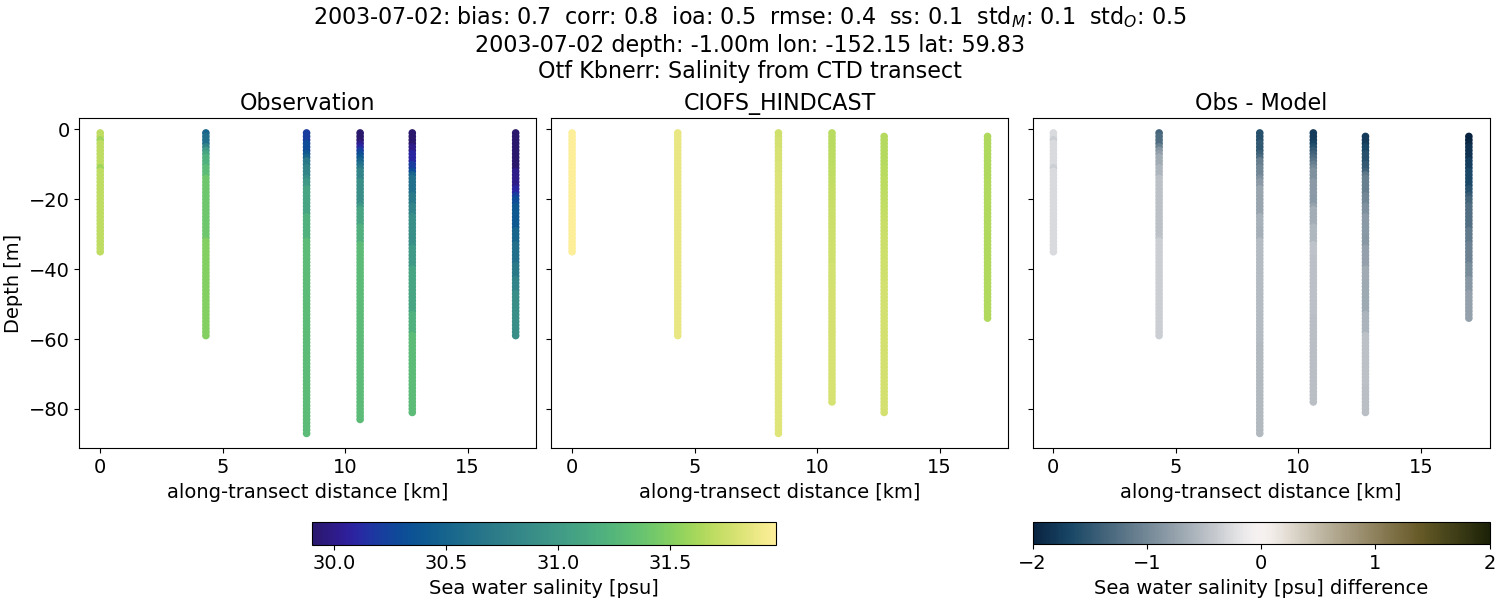 2003-07-02: bias: 0.7 corr: 0.8 ioa: 0.5 rmse: 0.4 ss: 0.1 std_M: 0.1 std_O: 0.5
2003-07-02 depth: -1.00m lon: -152.15 lat: 59.83
Otf Kbnerr: Salinity from CTD transect
Observation
CIOFS_HINDCAST
Obs - Model
Depth [m]
0
−20
−40
−60
−80
0 5 10 15
0 5 10 15
0 5 10 15
along-transect distance [km]
along-transect distance [km]
along-transect distance [km]
30.0 30.5 31.0 31.5
Sea water salinity [psu]
−2 −1 0 1 2
Sea water salinity [psu] difference